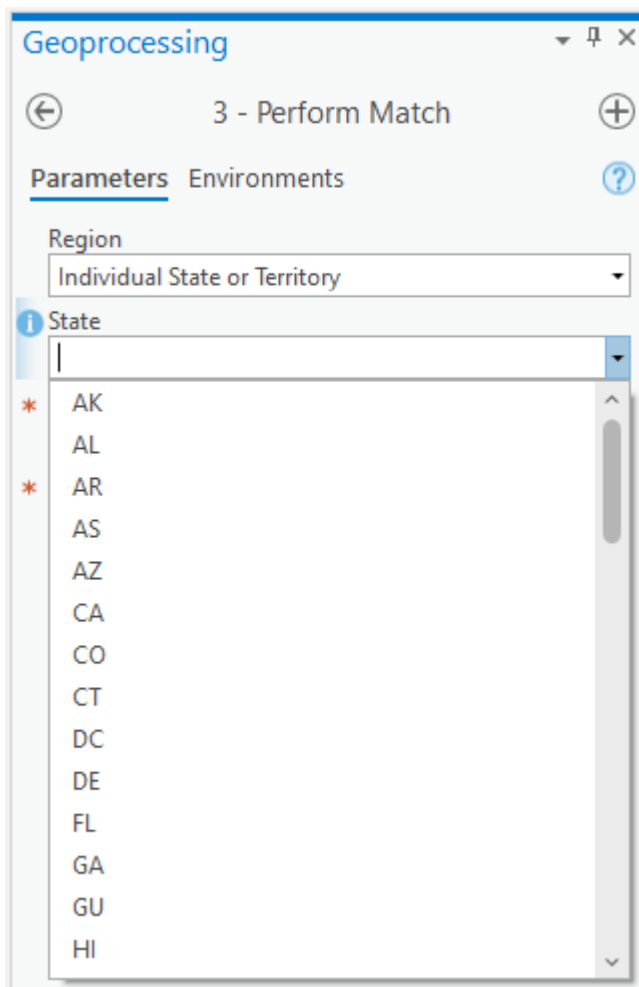 Geoprocessing
3 - Perform Match
Parameters Environments
Region
Individual State or Territory
State
AK
AL
AR
AS
AZ
CA
CO
CT
DC
DE
FL
GA
GU
HI